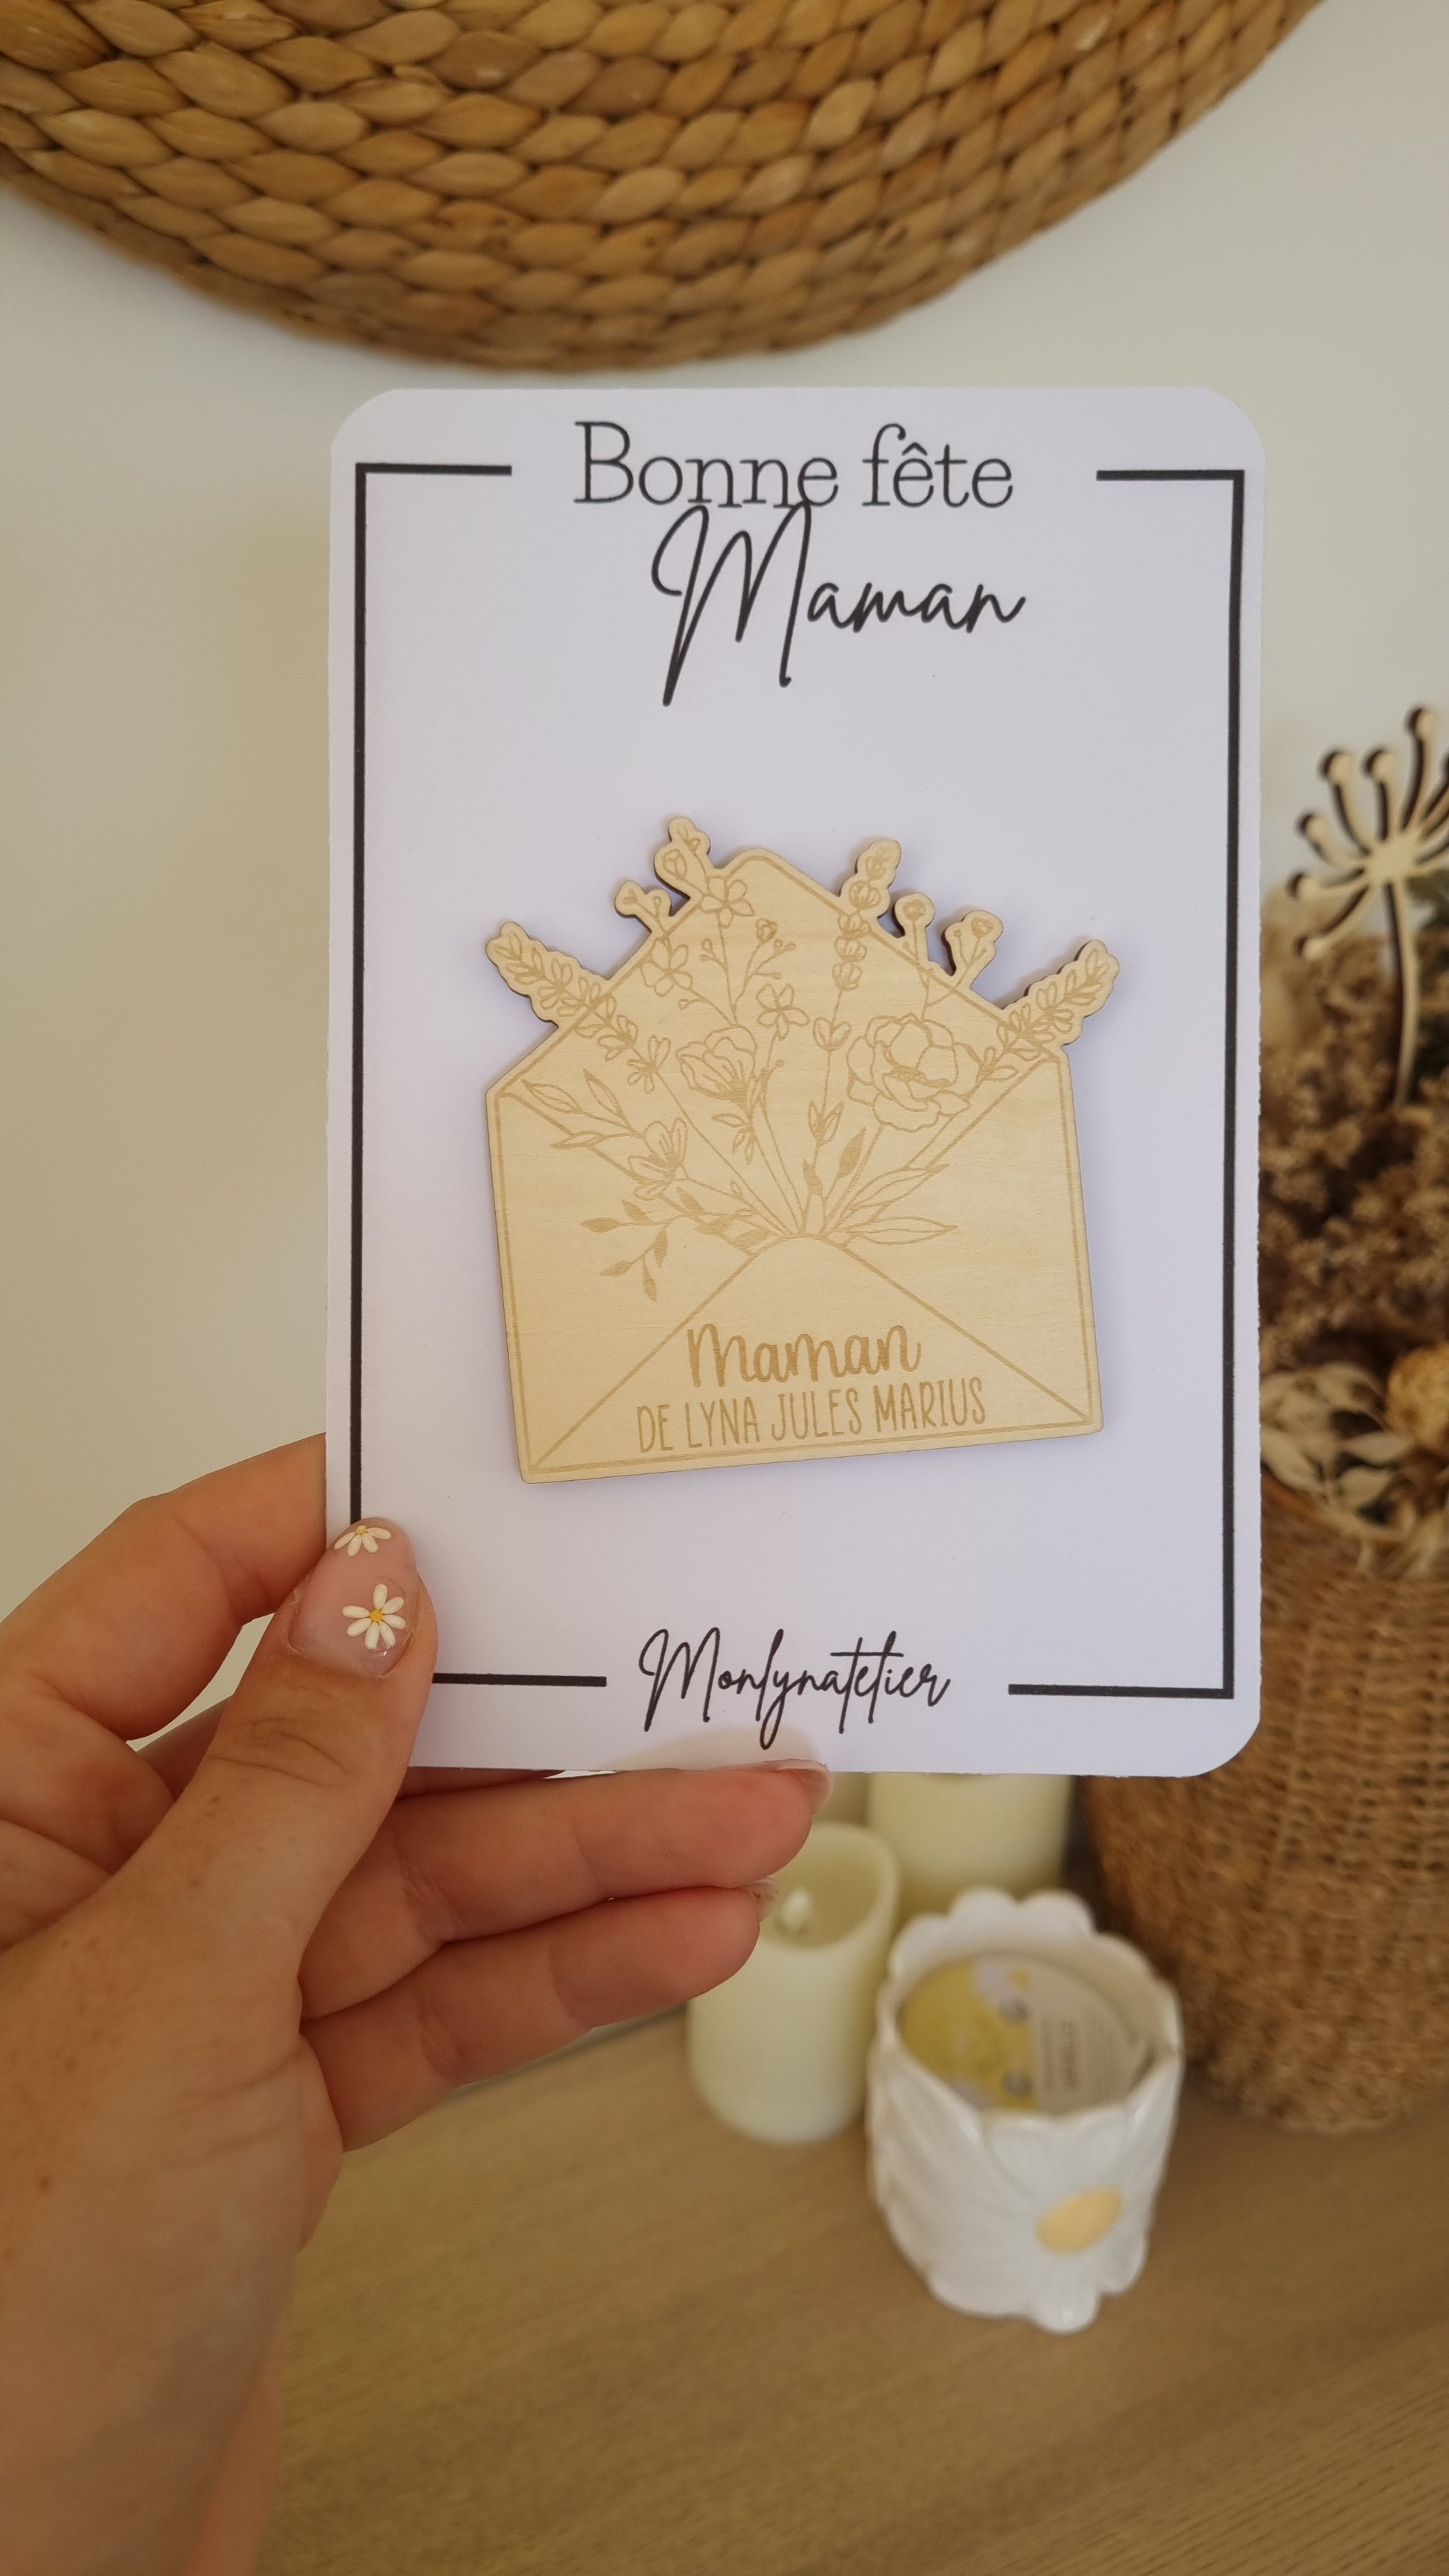 Bonne fête
Maman
Maman
DE LYNA JULES MARIUS
Monlynatelier